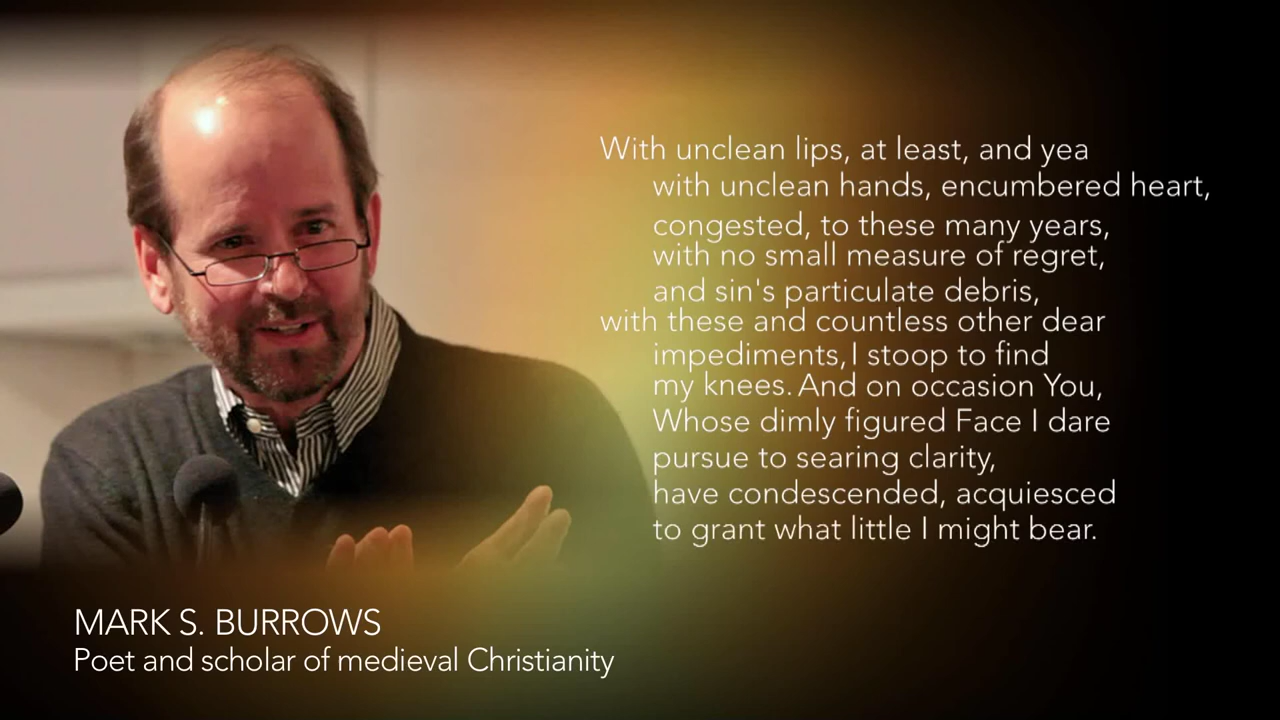 With unclean lips, at least, and yea
with unclean hands, encumbered heart,
congested, to these many years,
with no small measure of regret,
and sin's particulate debris,
with these and countless other dear
impediments, I stoop to find
my knees. And on occasion You,
Whose dimly figured Face I dare
pursue to searing clarity,
have condescended, acquiesced
to grant what little I might bear.
MARK S. BURROWS
Poet and scholar of medieval Christianity